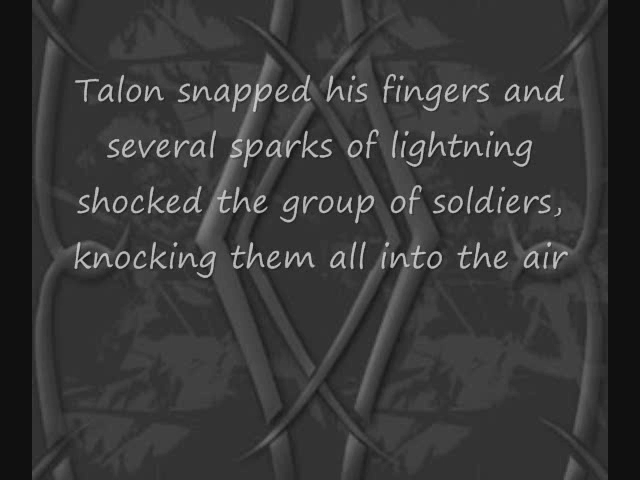 Talon snapped his fingers and
several sparks of lightning
shocked the group of soldiers,
knocking them all into the air